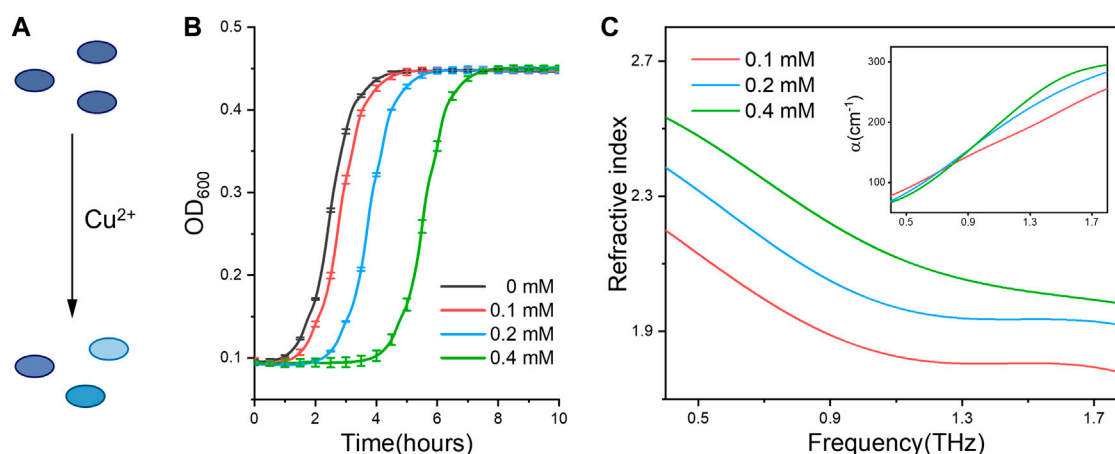 A
Cu²⁺
B
OD₆₀₀
0.5
0.4
0.3
0.2
0.1
0 mM
0.1 mM
0.2 mM
0.4 mM
0 2 4 6 8 10
Time(hours)
C
Refractive index
2.7
2.3
1.9
0.1 mM
0.2 mM
0.4 mM
α(cm⁻¹)
300
200
100
0.5 0.9 1.3 1.7
0.5 0.9 1.3 1.7
Frequency(THz)